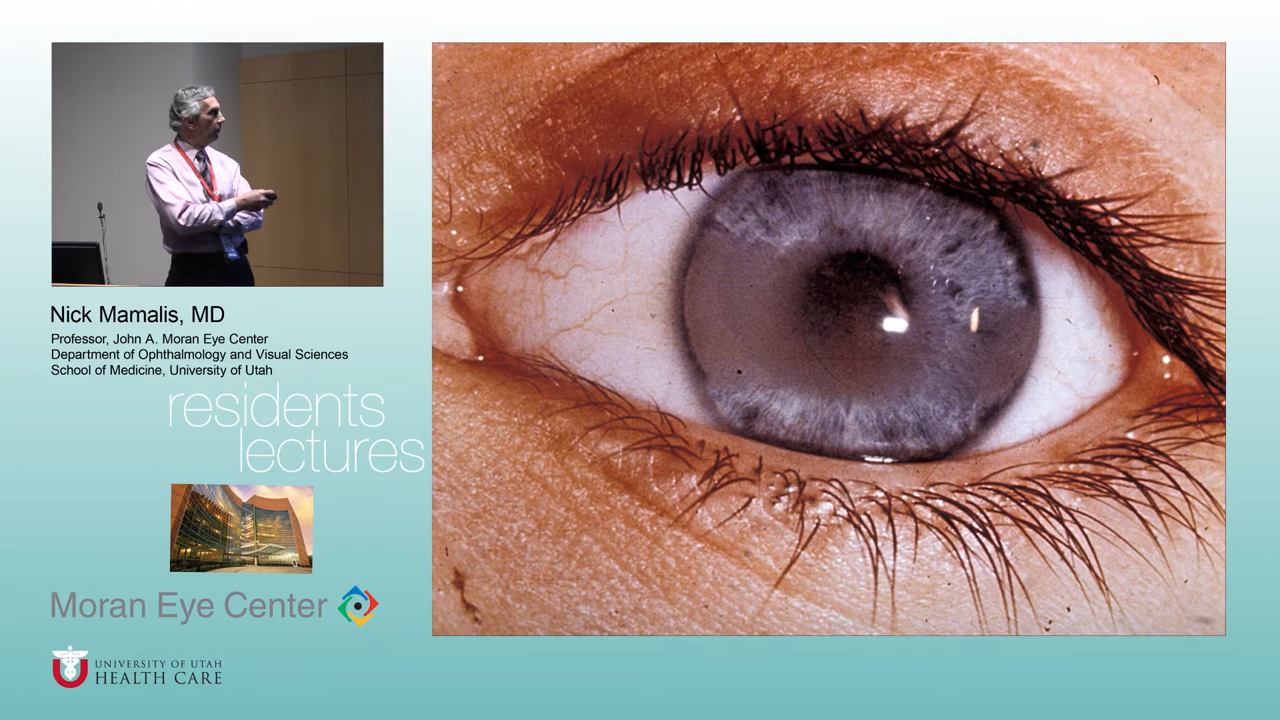 Nick Mamalis, MD
Professor, John A. Moran Eye Center
Department of Ophthalmology and Visual Sciences
School of Medicine, University of Utah
residents
lectures
Moran Eye Center
UNIVERSITY OF UTAH
HEALTH CARE